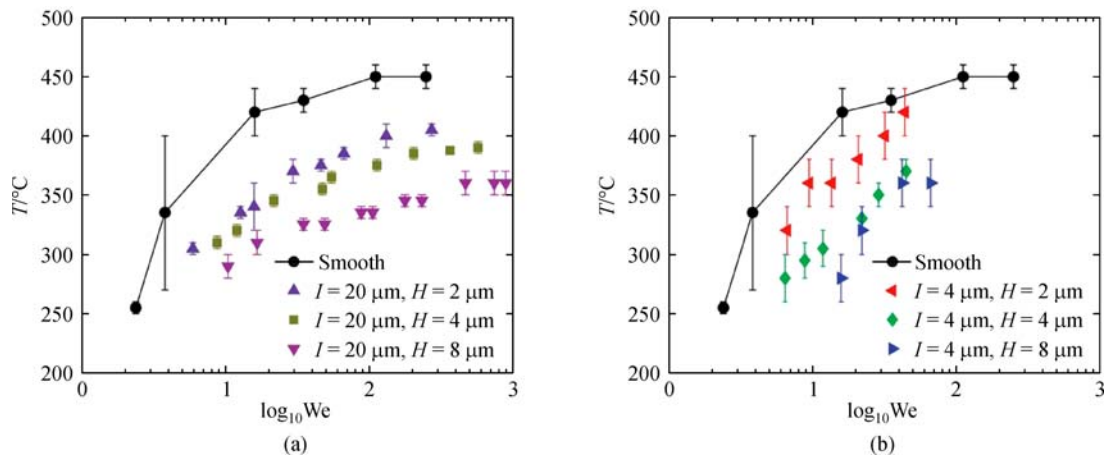 500
450
400
350
300
250
200
T/°C
0
1
2
3
log₁₀We
Smooth
I = 20 μm, H = 2 μm
I = 20 μm, H = 4 μm
I = 20 μm, H = 8 μm
(a)
500
450
400
350
300
250
200
T/°C
0
1
2
3
log₁₀We
Smooth
I = 4 μm, H = 2 μm
I = 4 μm, H = 4 μm
I = 4 μm, H = 8 μm
(b)